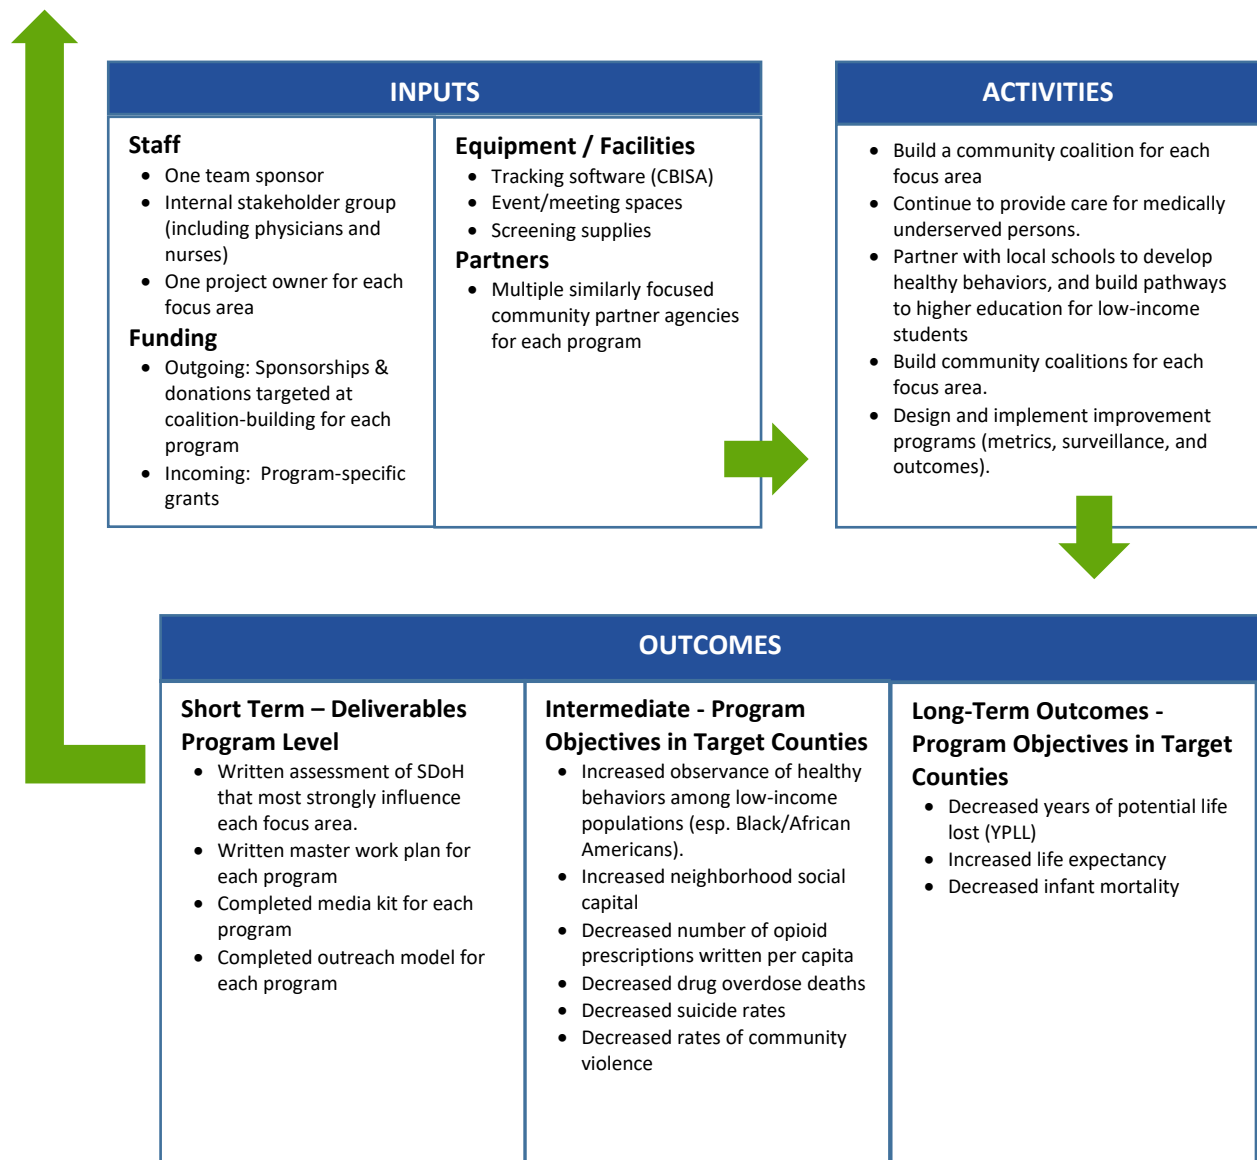 INPUTS
Staff
• One team sponsor
• Internal stakeholder group
(including physicians and
nurses)
• One project owner for each
focus area
Funding
• Outgoing: Sponsorships &
donations targeted at
coalition-building for each
program
• Incoming: Program-specific
grants
Equipment / Facilities
• Tracking software (CBISA)
• Event/meeting spaces
• Screening supplies
Partners
• Multiple similarly focused
community partner agencies
for each program
ACTIVITIES
• Build a community coalition for each
focus area
• Continue to provide care for medically
underserved persons.
• Partner with local schools to develop
healthy behaviors, and build pathways
to higher education for low-income
students
• Build community coalitions for each
focus area.
• Design and implement improvement
programs (metrics, surveillance, and
outcomes).
OUTCOMES
Short Term – Deliverables
Program Level
• Written assessment of SDoH
that most strongly influence
each focus area.
• Written master work plan for
each program
• Completed media kit for each
program
• Completed outreach model for
each program
Intermediate - Program
Objectives in Target Counties
• Increased observance of healthy
behaviors among low-income
populations (esp. Black/African
Americans).
• Increased neighborhood social
capital
• Decreased number of opioid
prescriptions written per capita
• Decreased drug overdose deaths
• Decreased suicide rates
• Decreased rates of community
violence
Long-Term Outcomes -
Program Objectives in Target
Counties
• Decreased years of potential life
lost (YPLL)
• Increased life expectancy
• Decreased infant mortality